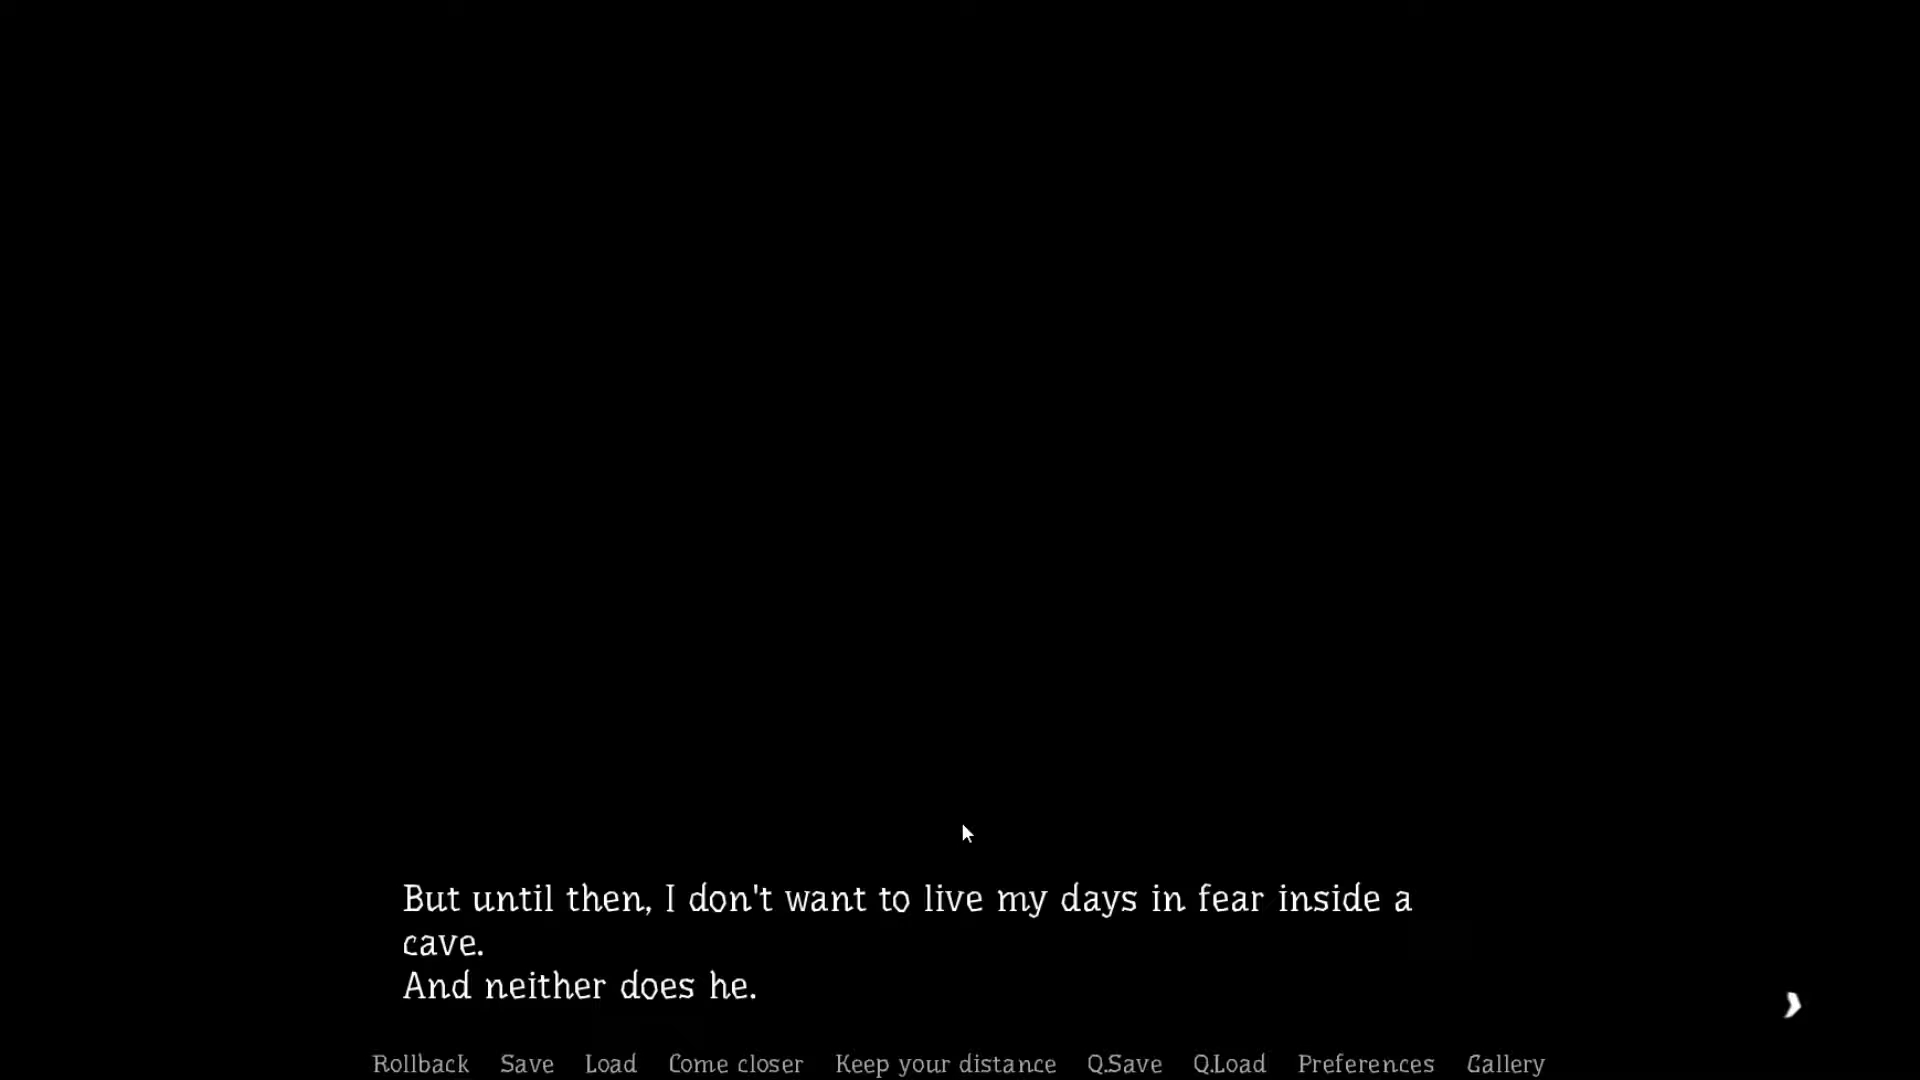 But until then, I don't want to live my days in fear inside a
cave.
And neither does he.
Rollback Save Load Come closer Keep your distance Q.Save Q.Load Preferences Gallery